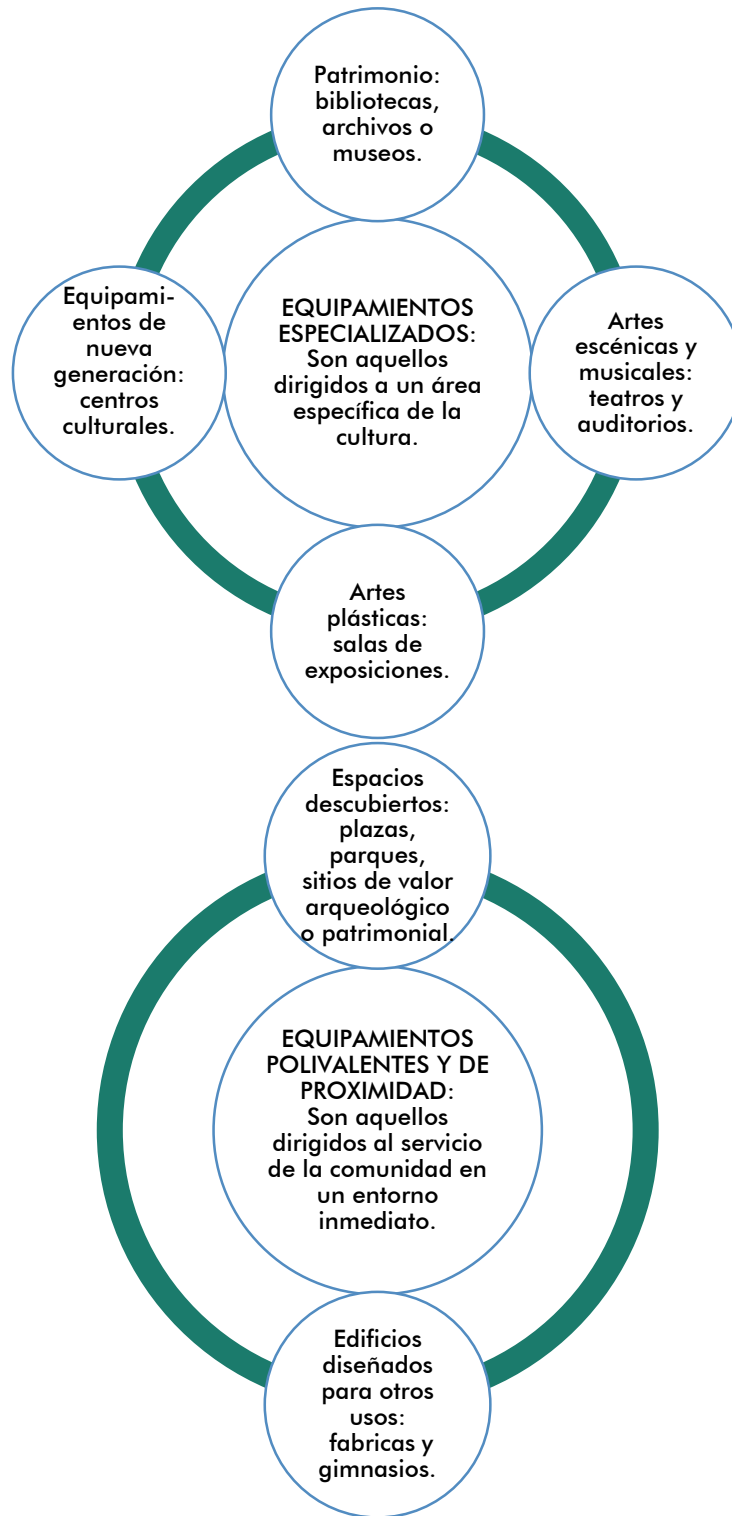 Patrimonio:
bibliotecas,
archivos o
museos.
Equipami-
entos de
nueva
generación:
centros
culturales.
EQUIPAMIENTOS
ESPECIALIZADOS:
Son aquellos
dirigidos a un área
específica de la
cultura.
Artes
escénicas y
musicales:
teatros y
auditorios.
Artes
plásticas:
salas de
exposiciones.
Espacios
descubiertos:
plazas,
parques,
sitios de valor
arqueológico
o patrimonial.
EQUIPAMIENTOS
POLIVALENTES Y DE
PROXIMIDAD:
Son aquellos
dirigidos al servicio
de la comunidad en
un entorno
inmediato.
Edificios
diseñados
para otros
usos:
fabricas y
gimnasios.